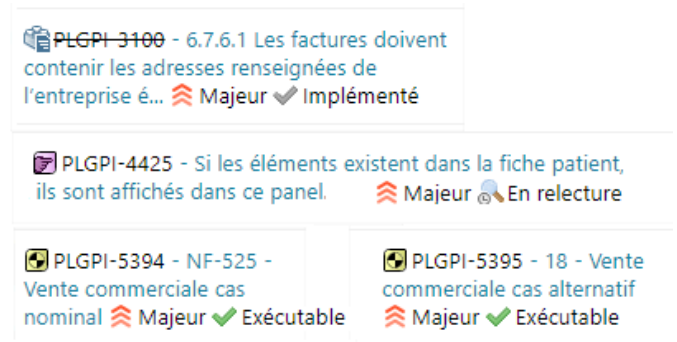 PLGPI-3100 - 6.7.6.1 Les factures doivent
contenir les adresses renseignées de
l'entreprise é... Majeur Implémenté
PLGPI-4425 - Si les éléments existent dans la fiche patient,
ils sont affichés dans ce panel. Majeur En relecture
PLGPI-5394 - NF-525 -
Vente commerciale cas
nominal Majeur Exécutable
PLGPI-5395 - 18 - Vente
commerciale cas alternatif
Majeur Exécutable